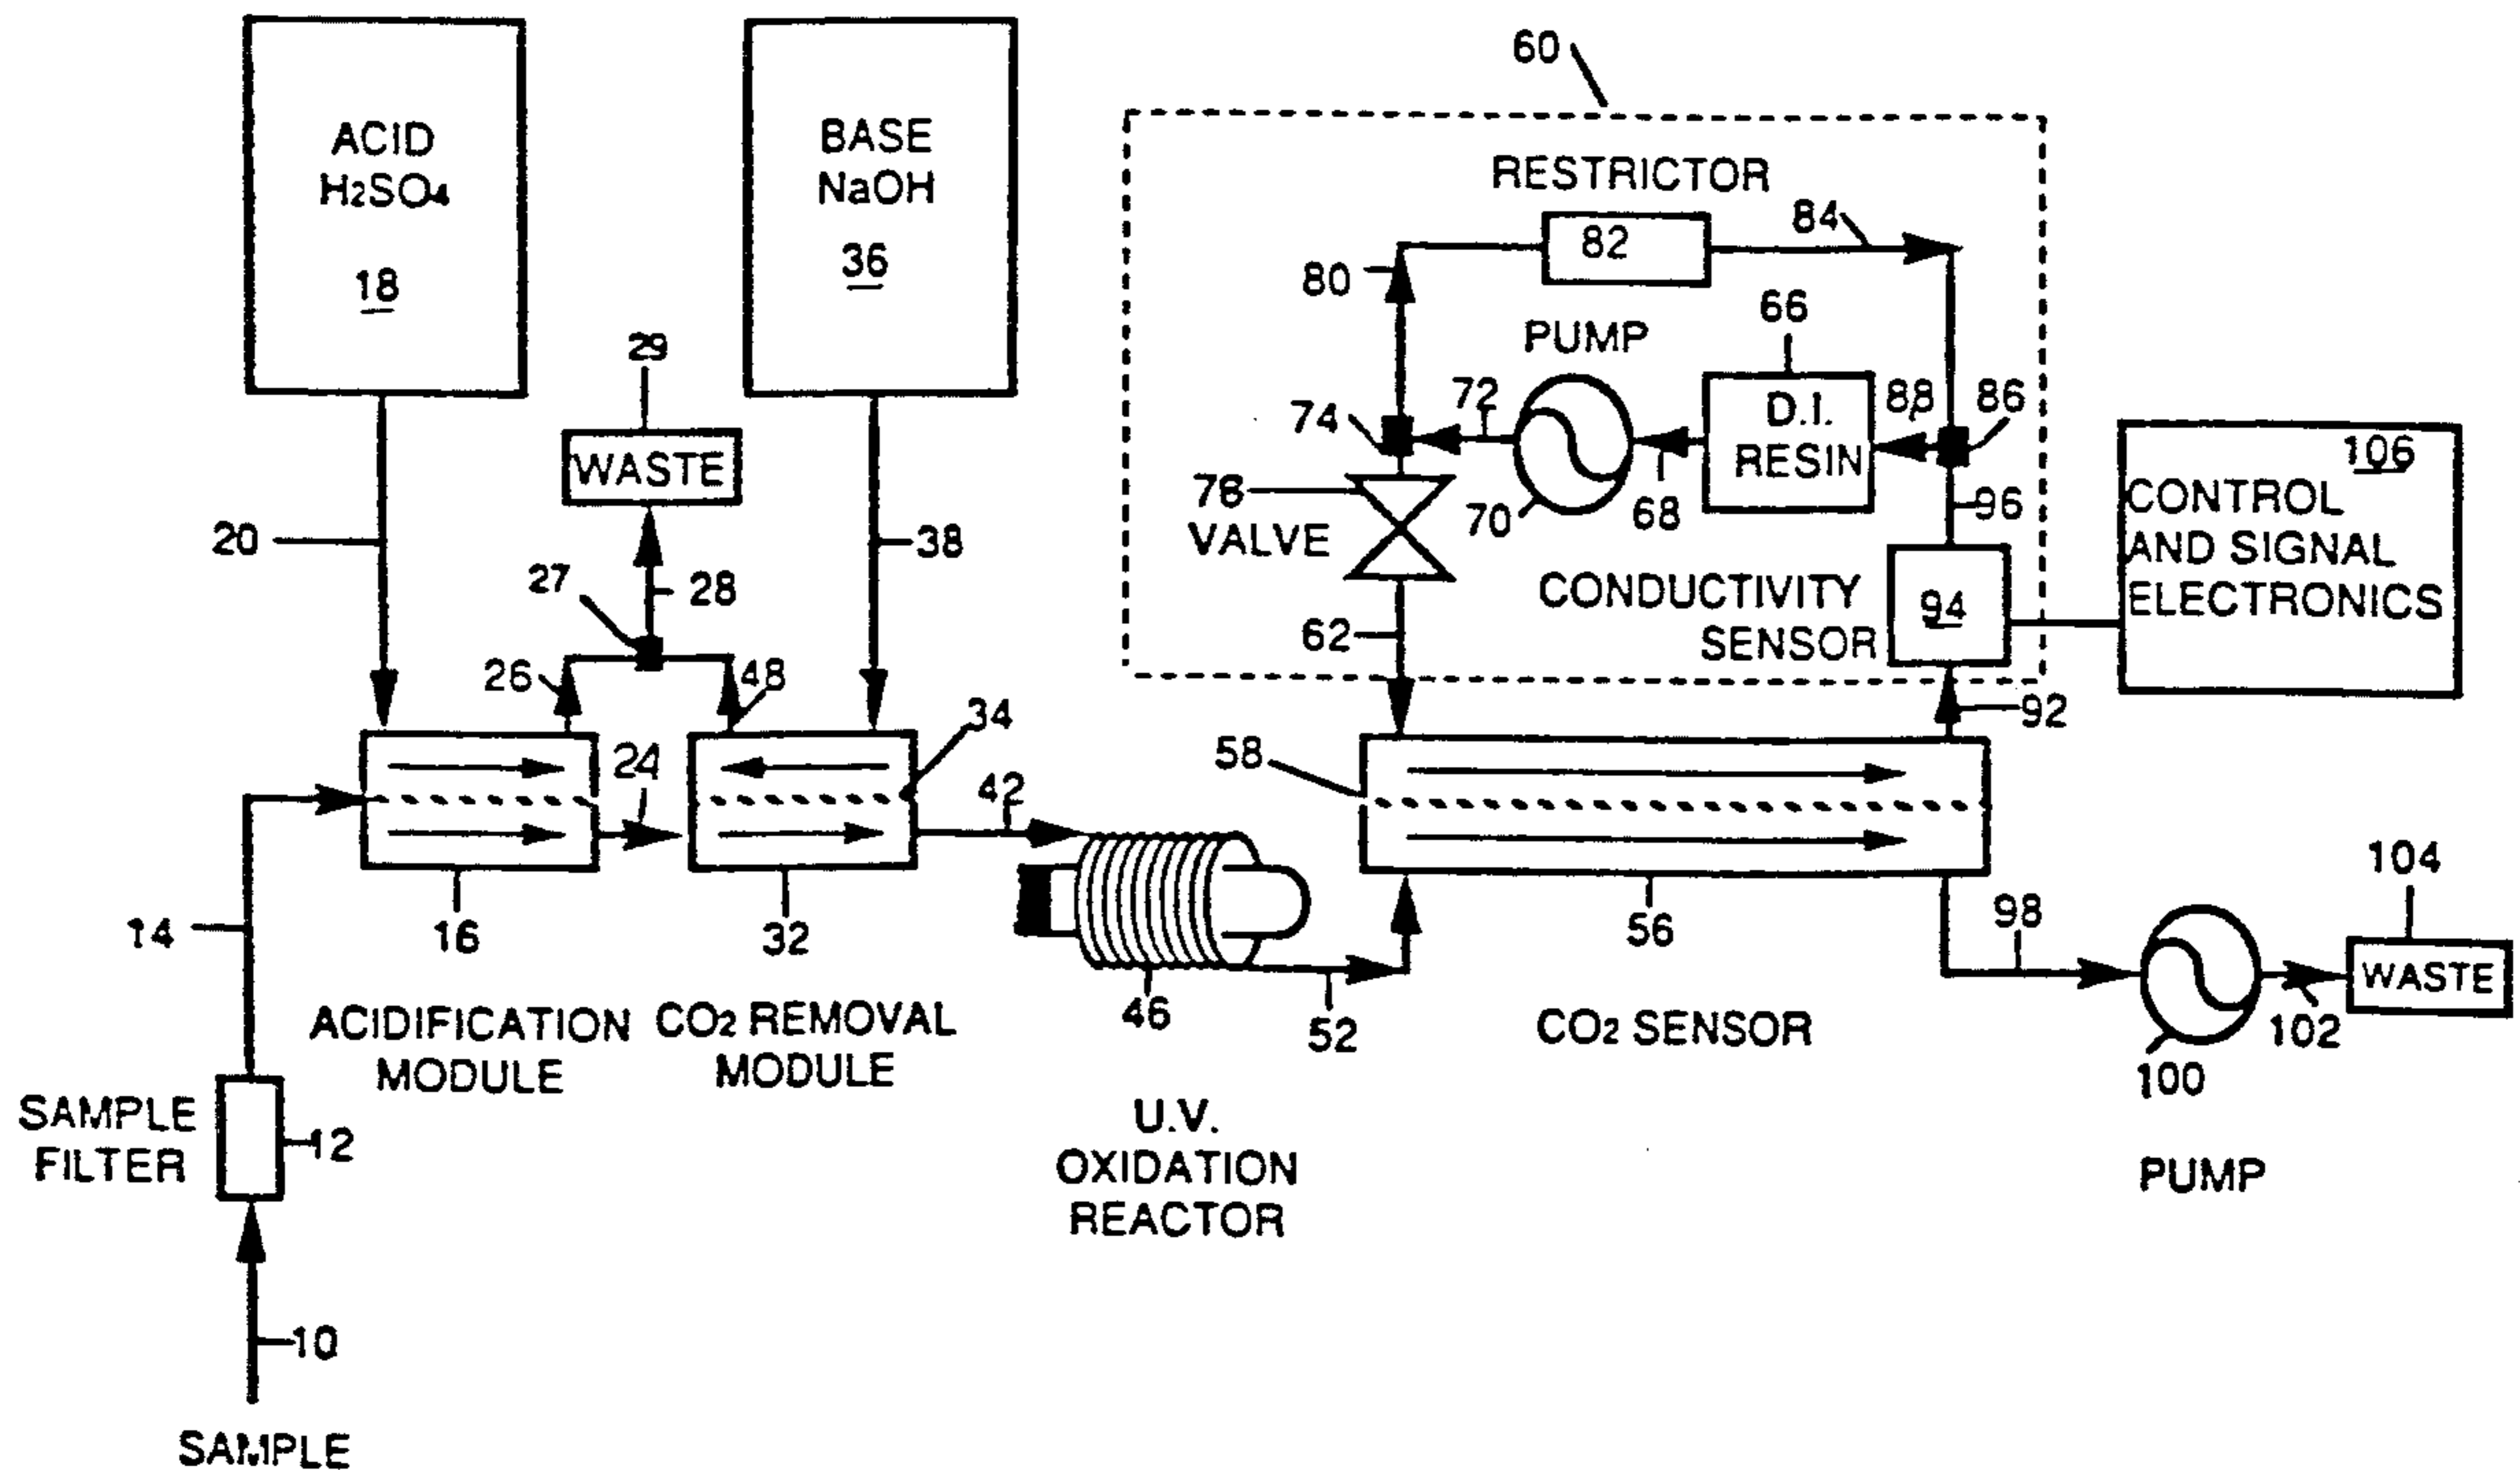 60
ACID
H2SO4
18
BASE
NaOH
36
RESTRICTOR
82
84
80
66
PUMP
29
WASTE
74
72
D.I.
RESIN
88
86
106
CONTROL
AND SIGNAL
ELECTRONICS
78
VALVE
70
68
96
20
38
27
28
CONDUCTIVITY
SENSOR
94
62
26
48
34
92
24
58
42
14
16
32
56
98
104
WASTE
46
52
102
100
ACIDIFICATION
MODULE
CO2 REMOVAL
MODULE
CO2 SENSOR
SAMPLE
FILTER
12
U.V.
OXIDATION
REACTOR
PUMP
10
SAMPLE